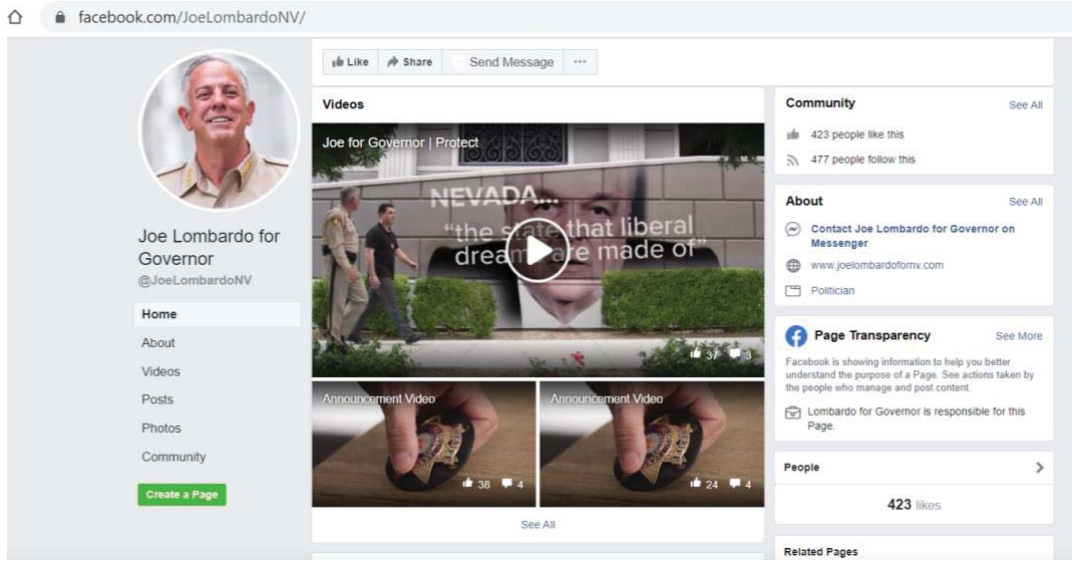 facebook.com/JoeLombardoNV/
Joe Lombardo for
Governor
@JoeLombardoNV
Home
About
Videos
Posts
Photos
Community
Create a Page
Like
Share
Send Message
...
Videos
Joe for Governor | Protect
NEVADA...
"the state that liberal
dreams are made of"
37
3
Announcement Video
38
4
Announcement Video
24
4
See All
Community
See All
423 people like this
477 people follow this
About
See All
Contact Joe Lombardo for Governor on
Messenger
www.joelombardofornv.com
Politician
Page Transparency
See More
Facebook is showing information to help you better
understand the purpose of a Page. See actions taken by
the people who manage and post content.
Lombardo for Governor is responsible for this
Page.
People
423 likes
Related Pages